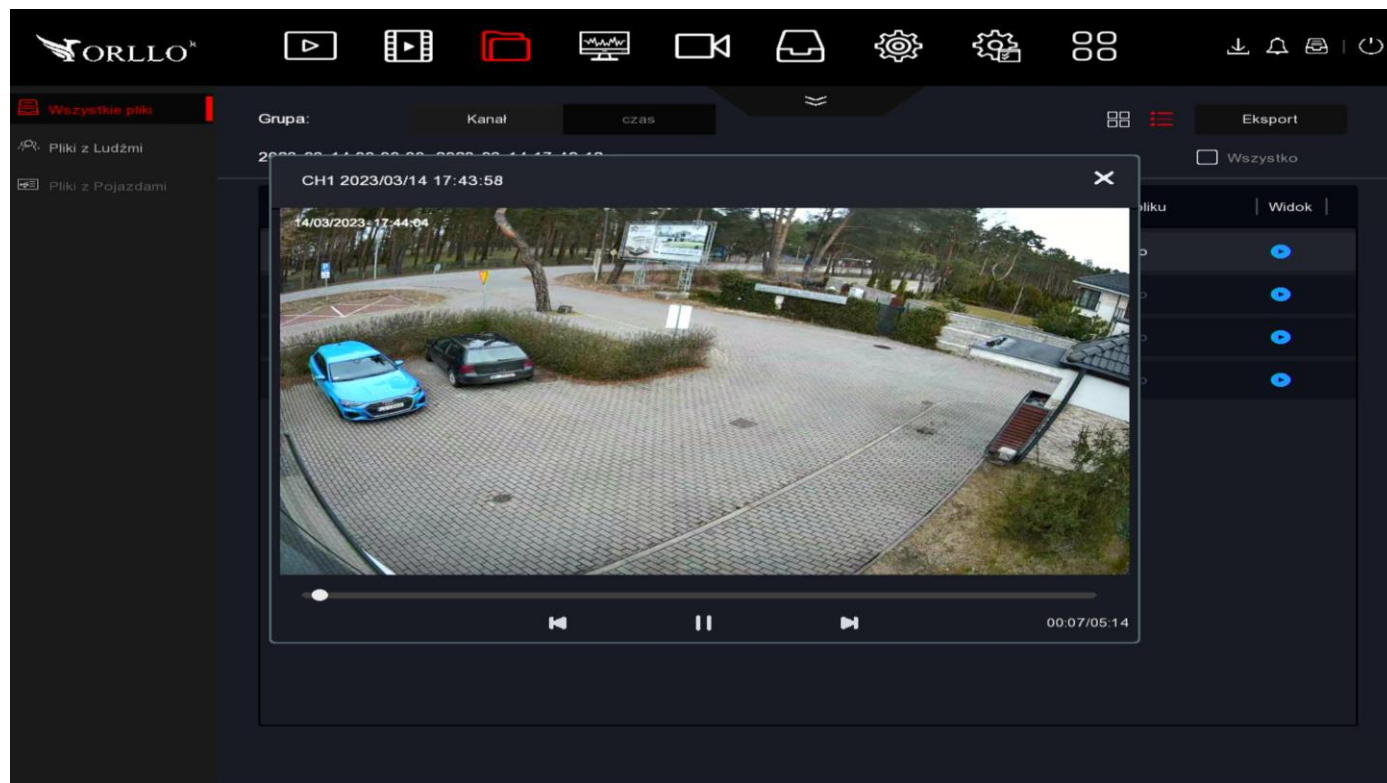 ORLLO
Wszystkie pliki
Pliki z Ludźmi
Pliki z Pojazdami
Grupa:
Kanał
czas
Eksport
Wszystko
CH1 2023/03/14 17:43:58
liku
Widok
14/03/2023 17:44:04
00:07/05:14